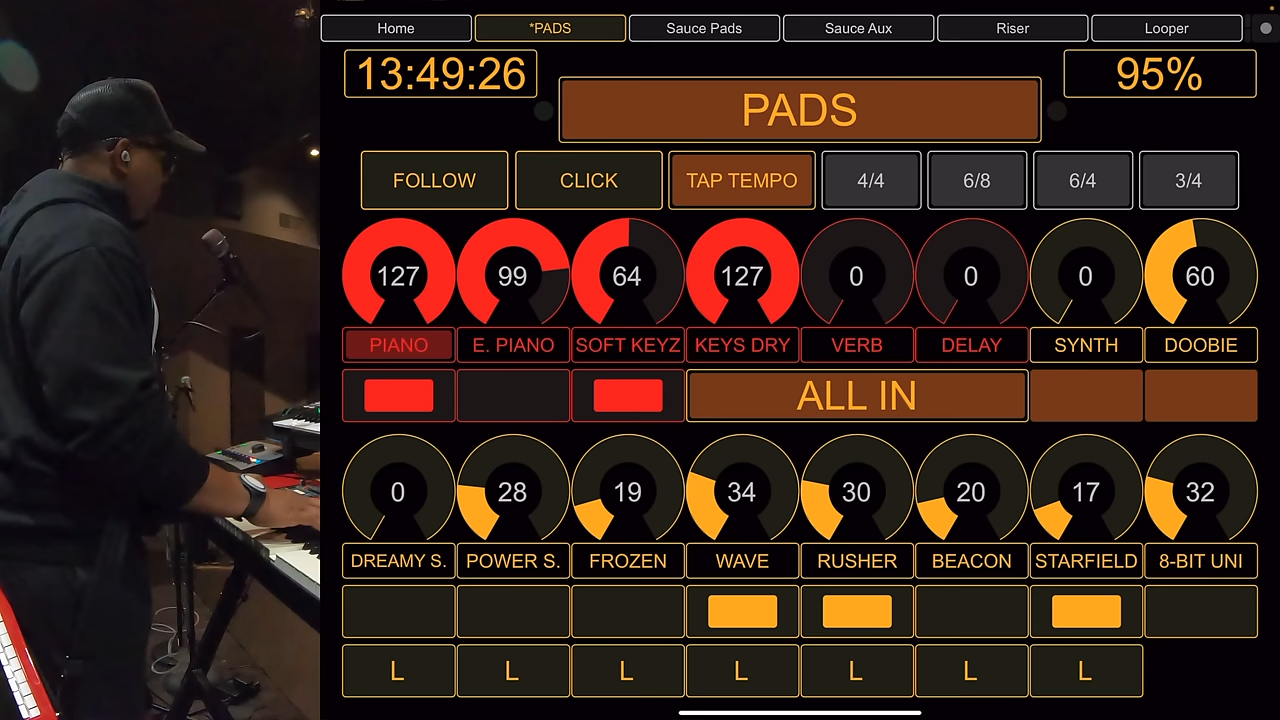 Home *PADS Sauce Pads Sauce Aux Riser Looper
13:49:26 95%
PADS
FOLLOW CLICK TAP TEMPO 4/4 6/8 6/4 3/4
127 99 64 127 0 0 0 60
PIANO E. PIANO SOFT KEYZ KEYS DRY VERB DELAY SYNTH DOOBIE
ALL IN
0 28 19 34 30 20 17 32
DREAMY S. POWER S. FROZEN WAVE RUSHER BEACON STARFIELD 8-BIT UNI
L L L L L L L